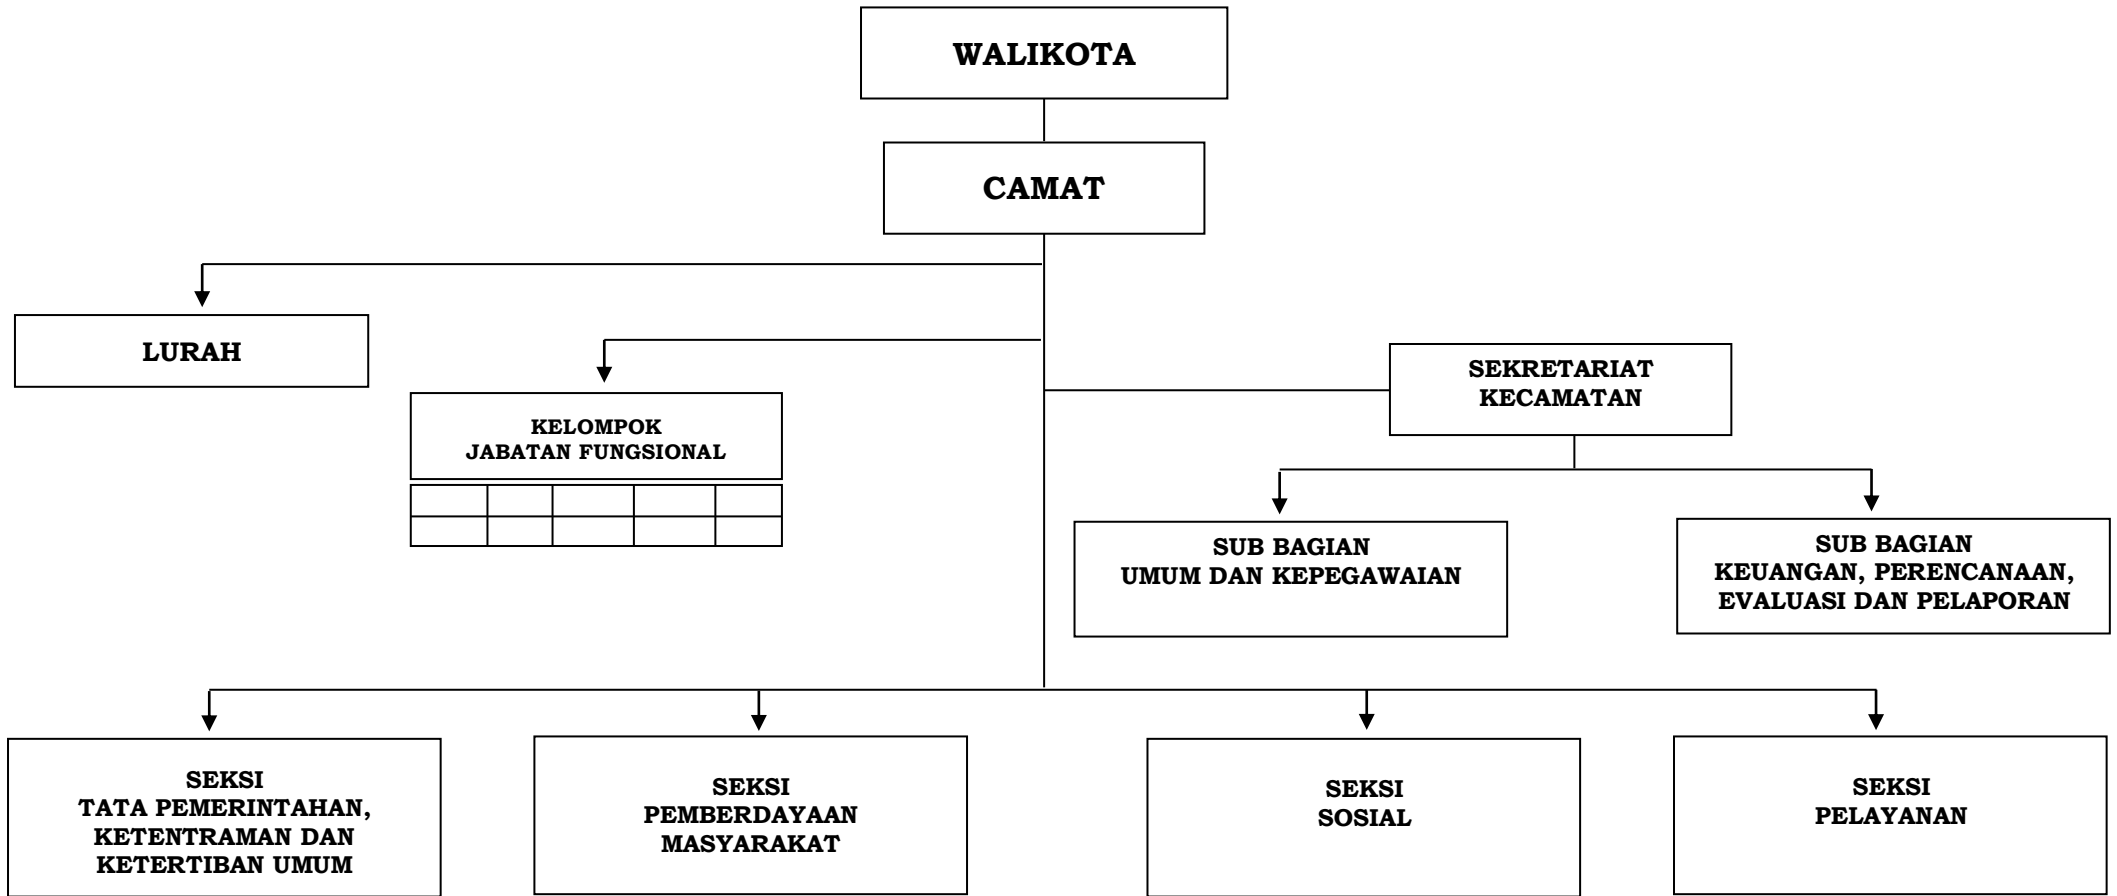 WALIKOTA
CAMAT
LURAH
KELOMPOK
JABATAN FUNGSIONAL
SEKRETARIAT
KECAMATAN
SUB BAGIAN
UMUM DAN KEPEGAWAIAN
SUB BAGIAN
KEUANGAN, PERENCANAAN,
EVALUASI DAN PELAPORAN
SEKSI
TATA PEMERINTAHAN,
KETENTRAMAN DAN
KETERTIBAN UMUM
SEKSI
PEMBERDAYAAN
MASYARAKAT
SEKSI
SOSIAL
SEKSI
PELAYANAN